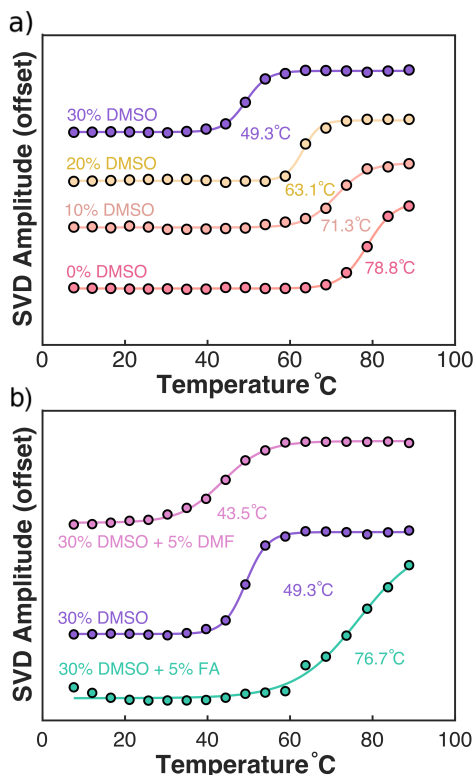 a)
SVD Amplitude (offset)
30% DMSO
49.3°C
20% DMSO
63.1°C
10% DMSO
71.3°C
0% DMSO
78.8°C
0 20 40 60 80 100
Temperature °C
b)
SVD Amplitude (offset)
43.5°C
30% DMSO + 5% DMF
30% DMSO
49.3°C
30% DMSO + 5% FA
76.7°C
0 20 40 60 80 100
Temperature °C